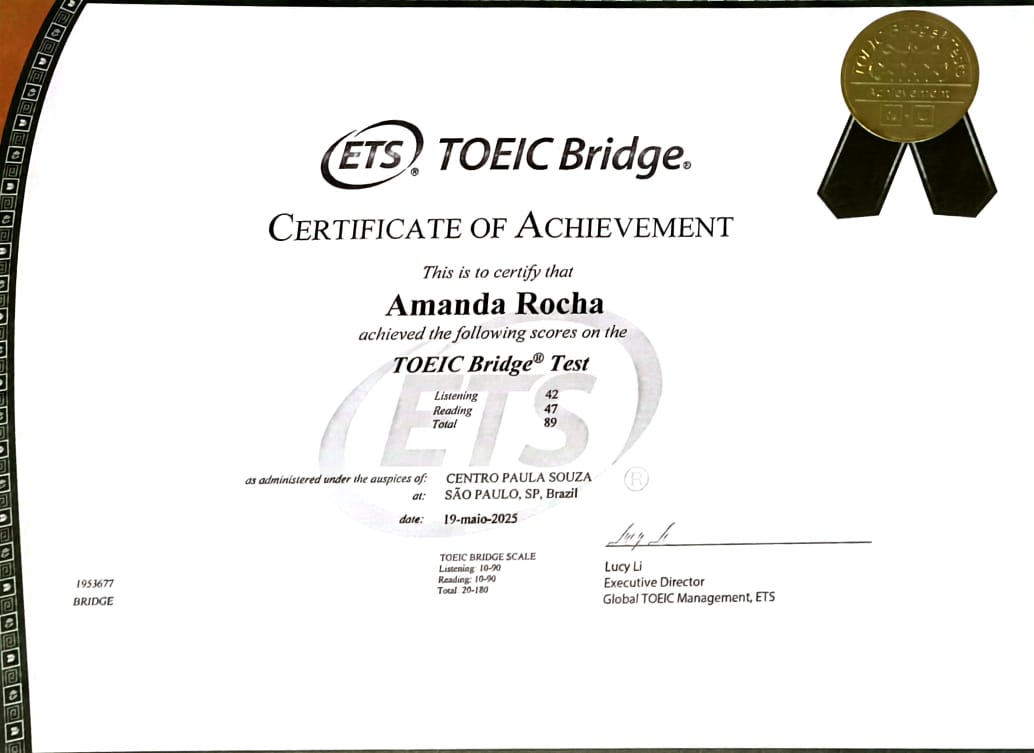 TOEIC Bridge Tests
Achievement
ETS® TOEIC Bridge®
CERTIFICATE OF ACHIEVEMENT
This is to certify that
Amanda Rocha
achieved the following scores on the
TOEIC Bridge® Test
ETS®
Listening 42
Reading 47
Total 89
as administered under the auspices of: CENTRO PAULA SOUZA
at: SÃO PAULO, SP, Brazil
date: 19-maio-2025
Lucy Li
TOEIC BRIDGE SCALE
Listening: 10-90
Reading: 10-90
Total: 20-180
Lucy Li
Executive Director
Global TOEIC Management, ETS
1953677
BRIDGE